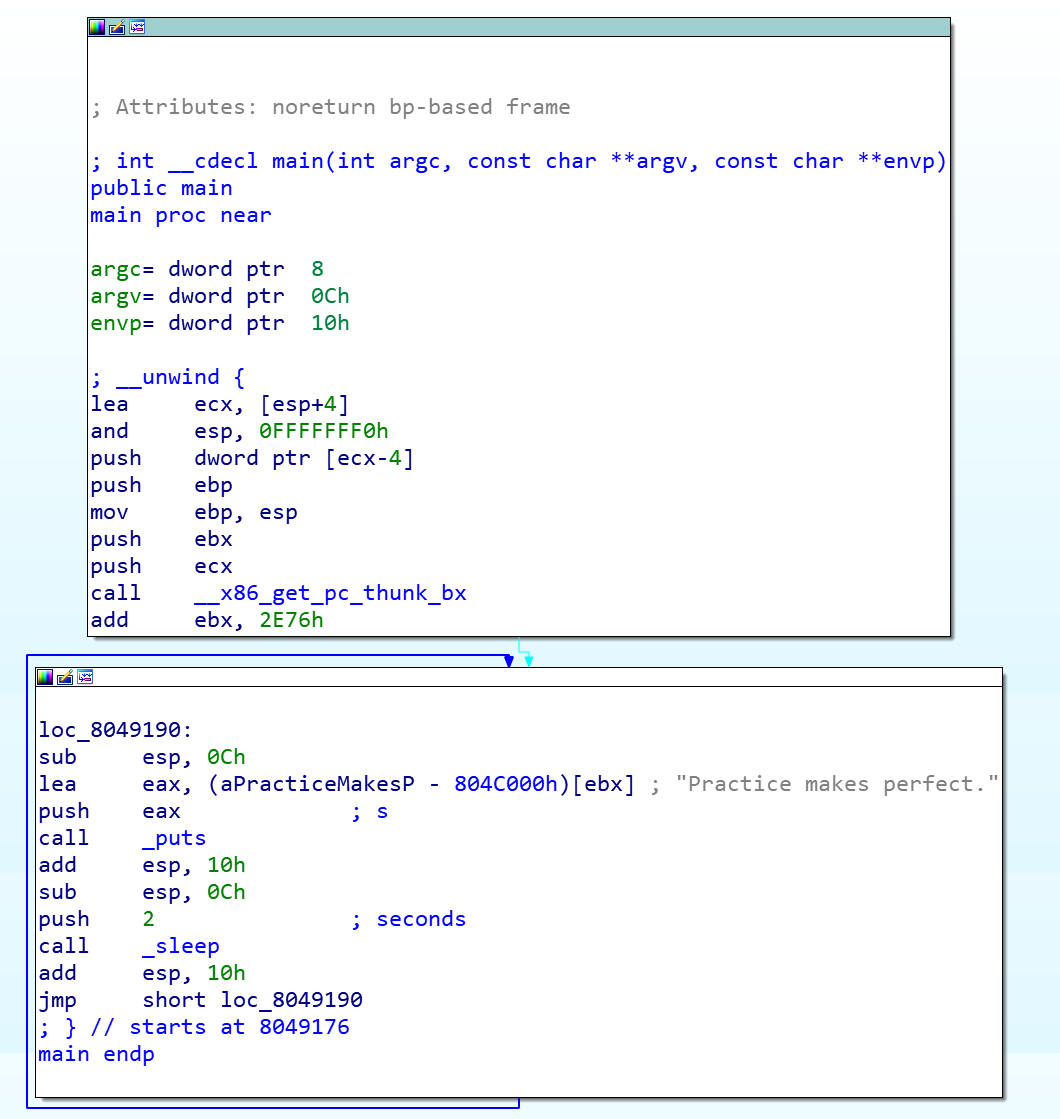 ; Attributes: noreturn bp-based frame
; int __cdecl main(int argc, const char **argv, const char **envp)
public main
main proc near
argc= dword ptr  8
argv= dword ptr  0Ch
envp= dword ptr  10h
; __unwind {
lea     ecx, [esp+4]
and     esp, 0FFFFFFF0h
push    dword ptr [ecx-4]
push    ebp
mov     ebp, esp
push    ebx
push    ecx
call    __x86_get_pc_thunk_bx
add     ebx, 2E76h
loc_8049190:
sub     esp, 0Ch
lea     eax, (aPracticeMakesP - 804C000h)[ebx] ; "Practice makes perfect."
push    eax             ; s
call    _puts
add     esp, 10h
sub     esp, 0Ch
push    2               ; seconds
call    _sleep
add     esp, 10h
jmp     short loc_8049190
; } // starts at 8049176
main endp